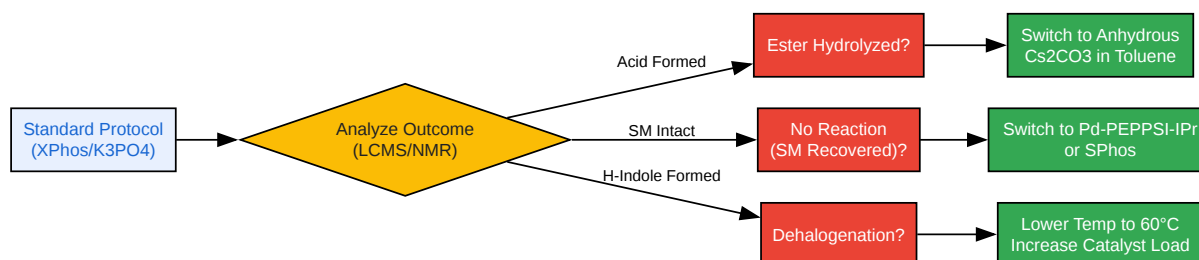 Standard Protocol
(XPhos/K3PO4)
Analyze Outcome
(LCMS/NMR)
Acid Formed
Ester Hydrolyzed?
Switch to Anhydrous
Cs2CO3 in Toluene
SM Intact
No Reaction
(SM Recovered)?
Switch to Pd-PEPPSI-IPr
or SPhos
H-Indole Formed
Dehalogenation?
Lower Temp to 60°C
Increase Catalyst Load